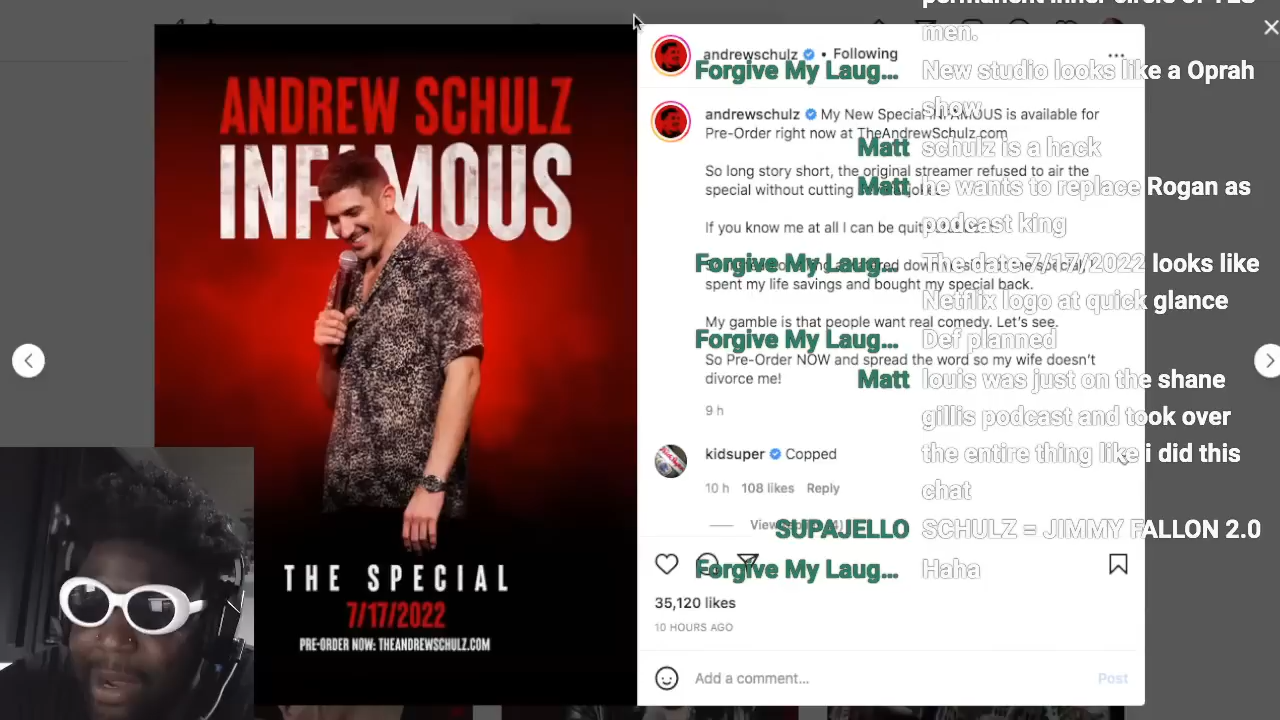 ANDREW SCHULZ
INFAMOUS
THE SPECIAL
7/17/2022
PRE-ORDER NOW: THEANDREWSCHULZ.COM
andrewschulz • Following
andrewschulz My New Special INFAMOUS is available for
Pre-Order right now at TheAndrewSchulz.com
So long story short, the original streamer refused to air the
special without cutting
If you know me at all I can be
down
spent my life savings and bought my special back.
My gamble is that people want real comedy. Let's see.
So Pre-Order NOW and spread the word so my wife doesn't
divorce me!
9 h
kidsuper Copped
10 h 108 likes Reply
View
35,120 likes
10 HOURS AGO
Add a comment...
Post
men.
Forgive My Laug... New studio looks like a Oprah
show
Matt schulz is a hack
Matt he wants to replace Rogan as
podcast king
Forgive My Laug... The date 7/17/2022 looks like
Netflix logo at quick glance
Forgive My Laug... Def planned
Matt louis was just on the shane
gillis podcast and took over
the entire thing like i did this
chat
SUPAJELLO SCHULZ = JIMMY FALLON 2.0
Forgive My Laug... Haha